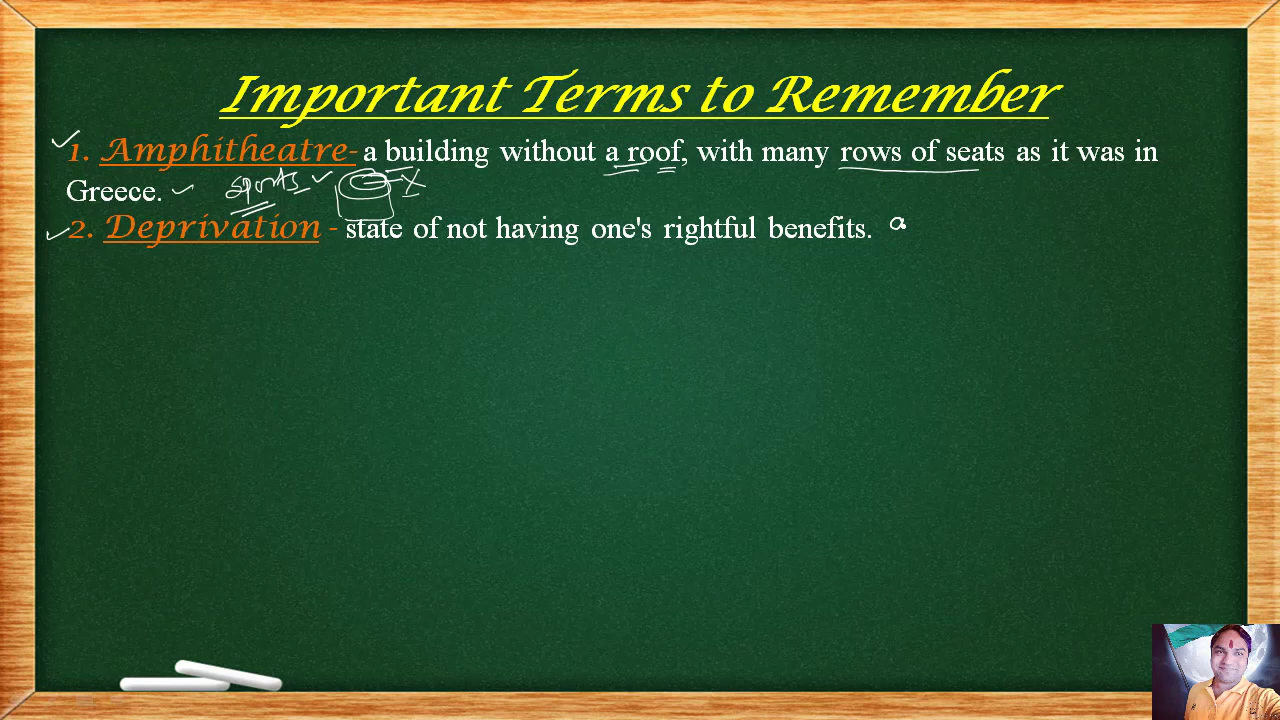 Important Terms to Remember
1. Amphitheatre- a building without a roof, with many rows of seats as it was in
Greece. sports
2. Deprivation - state of not having one's rightful benefits. a